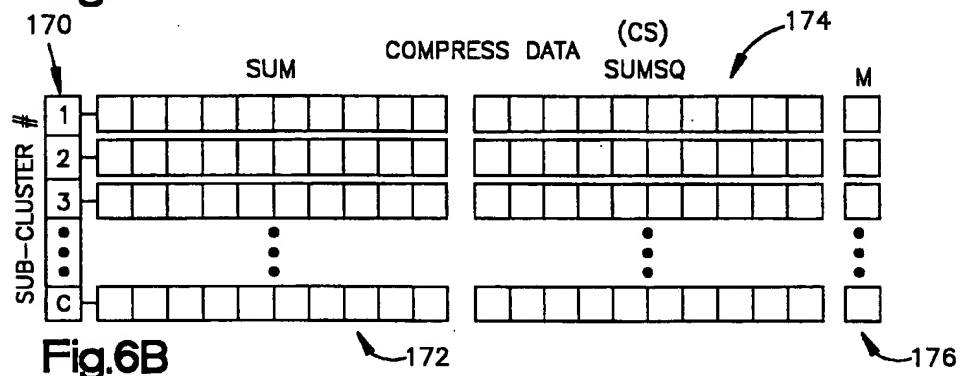 170
(CS)
174
COMPRESS DATA
SUM
SUMSQ
M
SUB-CLUSTER #
1
2
3
C
Fig.6B
172
176